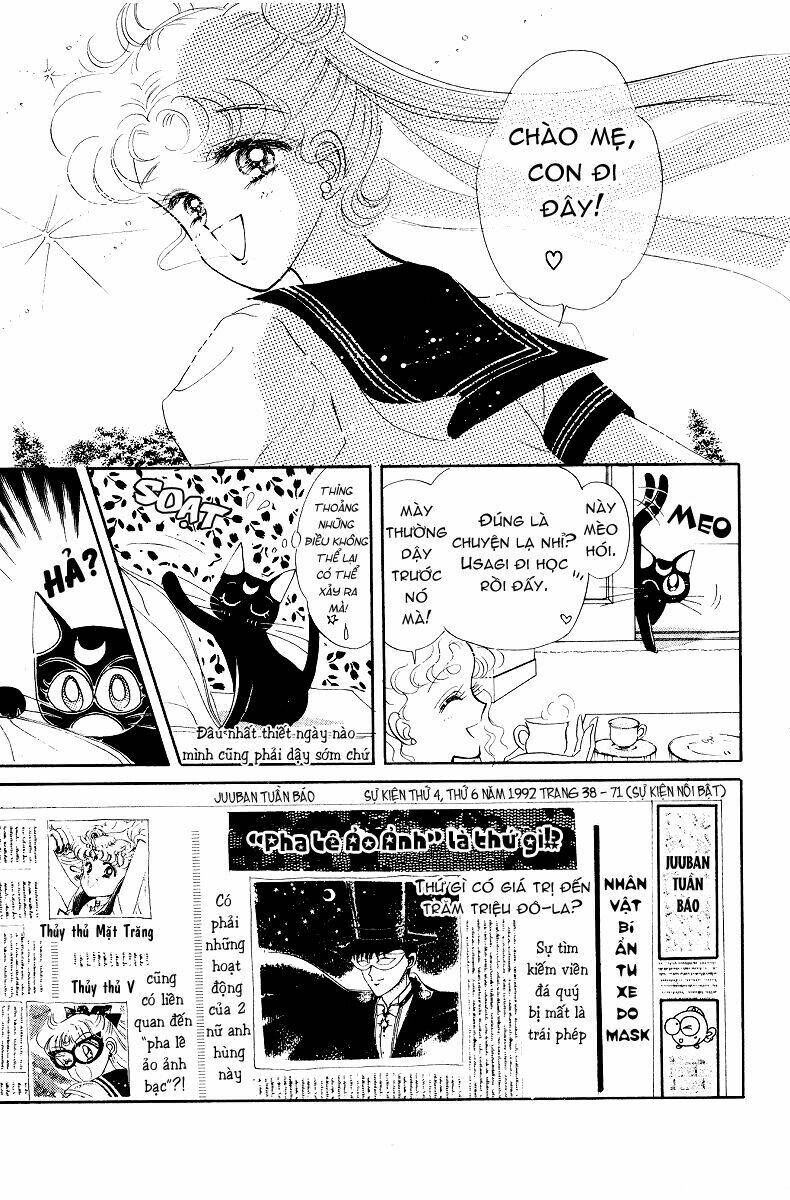 CHÀO MẸ,
CON ĐI
ĐÂY!
♡
MEO
NÀY
MÈO
HÓI.
ĐÚNG LÀ
CHUYỆN LẠ NHỈ?
USAGI ĐI HỌC
RỒI ĐẤY.
♡
MÀY
THƯỜNG
DẬY
TRƯỚC
NÓ
MÀ!
THỈNH
THOẢNG
NHỮNG
ĐIỀU KHÔNG
THỂ LẠI
CÓ THỂ
XẢY RA
MÀ!
SOẠT
Đâu nhất thiết ngày nào
mình cũng phải dậy sớm chứ
HẢ?
JUUBAN TUẦN BÁO
SỰ KIỆN THỨ 4, THỨ 6 NĂM 1992 TRANG 38 - 71 (SỰ KIỆN NỔI BẬT)
JUUBAN
TUẦN
BÁO
NHÂN
VẬT
BÍ
ẨN
TU
XE
DO
MASK
"Pha Lê Ảo Ảnh" là thứ gì!?
THỨ GÌ CÓ GIÁ TRỊ ĐẾN
TRĂM TRIỆU ĐÔ-LA?
Sự tìm
kiếm viên
đá quý
bị mất là
trái phép
Có
phải
những
hoạt
động
của 2
nữ anh
hùng
này
Thủy thủ Mặt Trăng
Thủy thủ V
cũng
có liên
quan đến
"pha lê
ảo ảnh
bạc"?!